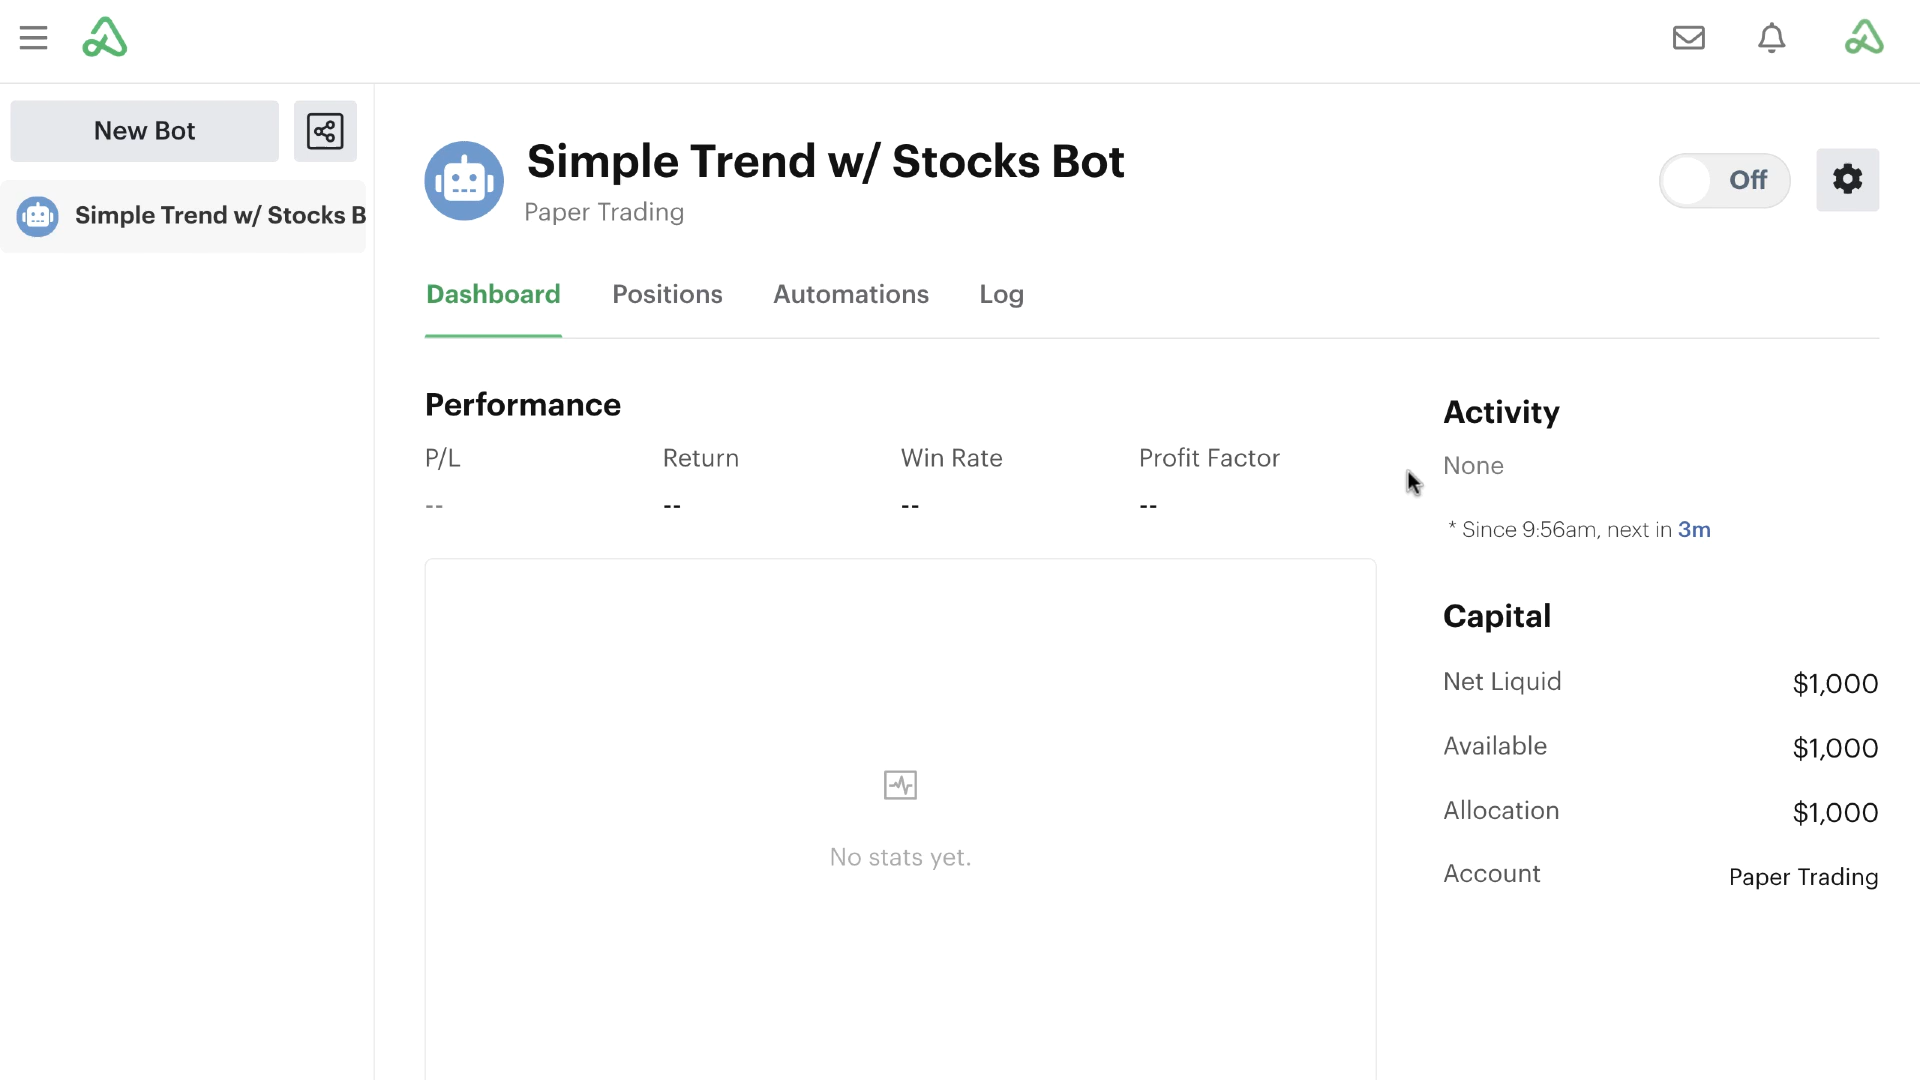 New Bot
Simple Trend w/ Stocks B
Simple Trend w/ Stocks Bot
Paper Trading
Off
Dashboard Positions Automations Log
Performance
P/L Return Win Rate Profit Factor
-- -- -- --
No stats yet.
Activity
None
* Since 9:56am, next in 3m
Capital
Net Liquid $1,000
Available $1,000
Allocation $1,000
Account Paper Trading